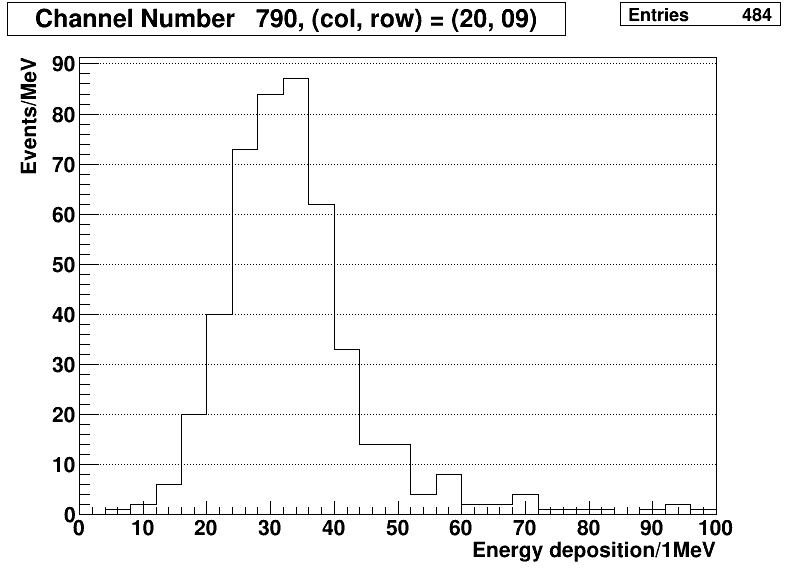 Channel Number 790, (col, row) = (20, 09)
Entries 484
Events/MeV
90
80
70
60
50
40
30
20
10
0
0 10 20 30 40 50 60 70 80 90 100
Energy deposition/1MeV